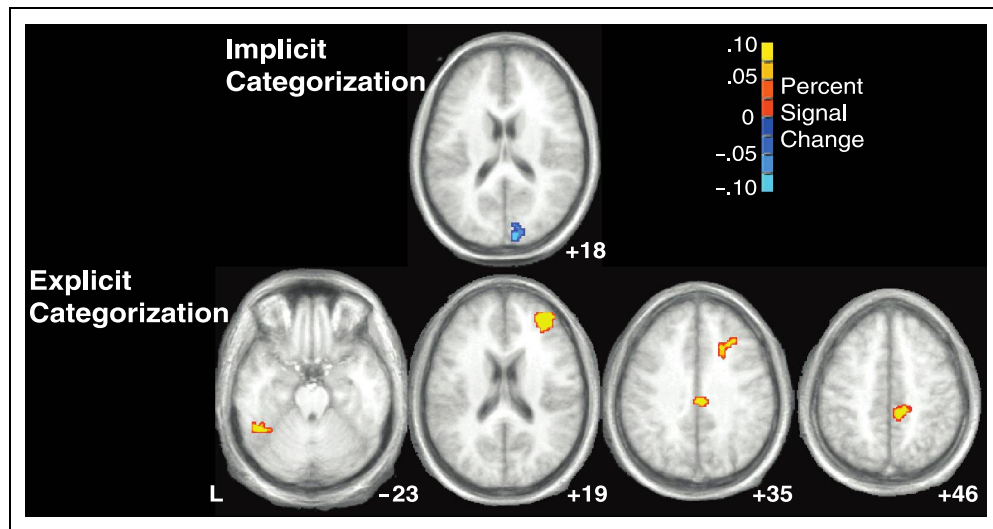 Implicit
Categorization
.10
.05
0
-.05
-.10
Percent
Signal
Change
+18
Explicit
Categorization
L
-23
+19
+35
+46